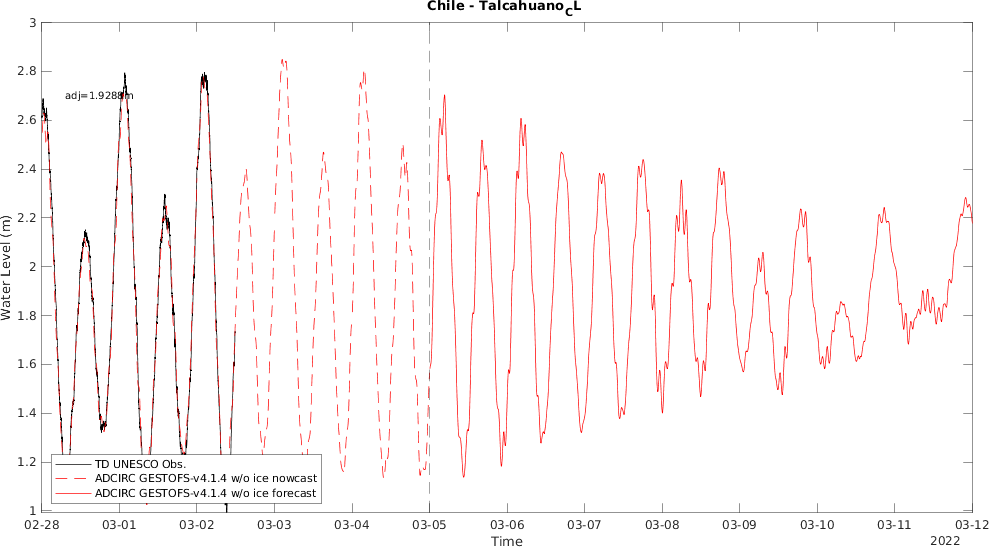 Chile - TalcahuanoCL
3
2.8
2.6
2.4
2.2
2
1.8
1.6
1.4
1.2
1
Water Level (m)
adj=1.9288m
TD UNESCO Obs.
ADCIRC GESTOFS-v4.1.4 w/o ice nowcast
ADCIRC GESTOFS-v4.1.4 w/o ice forecast
02-28 03-01 03-02 03-03 03-04 03-05 03-06 03-07 03-08 03-09 03-10 03-11 03-12
Time
2022